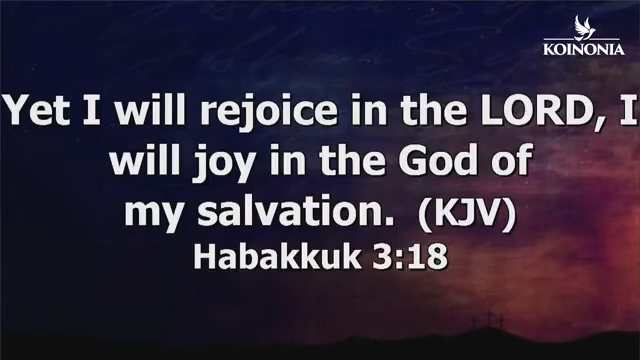 KOINONIA
Yet I will rejoice in the LORD, I
will joy in the God of
my salvation. (KJV)
Habakkuk 3:18